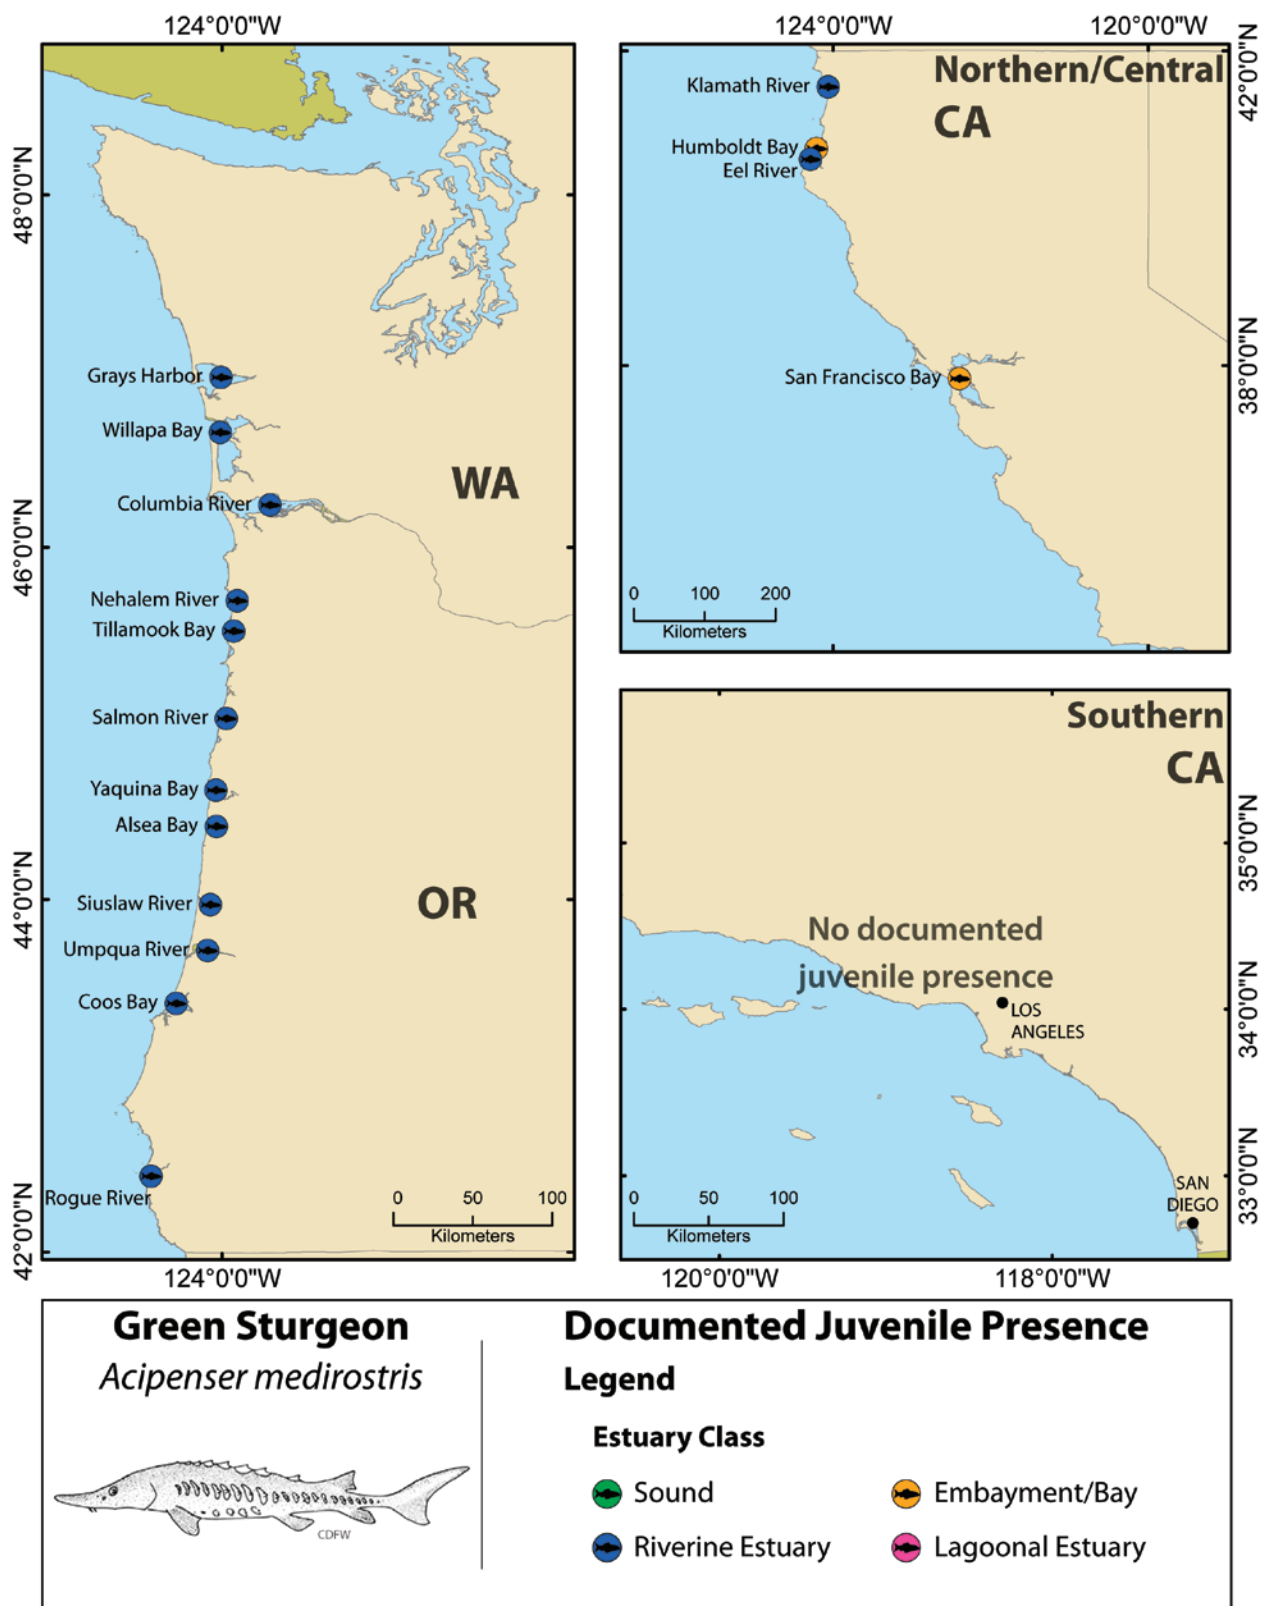 124°0'0"W
48°0'0"N
46°0'0"N
44°0'0"N
42°0'0"N
Grays Harbor
Willapa Bay
Columbia River
WA
Nehalem River
Tillamook Bay
Salmon River
Yaquina Bay
Alsea Bay
Siuslaw River
OR
Umpqua River
Coos Bay
Rogue River
0 50 100
Kilometers
124°0'0"W
124°0'0"W 120°0'0"W
42°0'0"N
38°0'0"N
Northern/Central
CA
Klamath River
Humboldt Bay
Eel River
San Francisco Bay
0 100 200
Kilometers
Southern
CA
35°0'0"N
34°0'0"N
33°0'0"N
No documented
juvenile presence
LOS
ANGELES
SAN
DIEGO
0 50 100
Kilometers
120°0'0"W 118°0'0"W
Green Sturgeon
Acipenser medirostris
CDFW
Documented Juvenile Presence
Legend
Estuary Class
Sound
Embayment/Bay
Riverine Estuary
Lagoonal Estuary